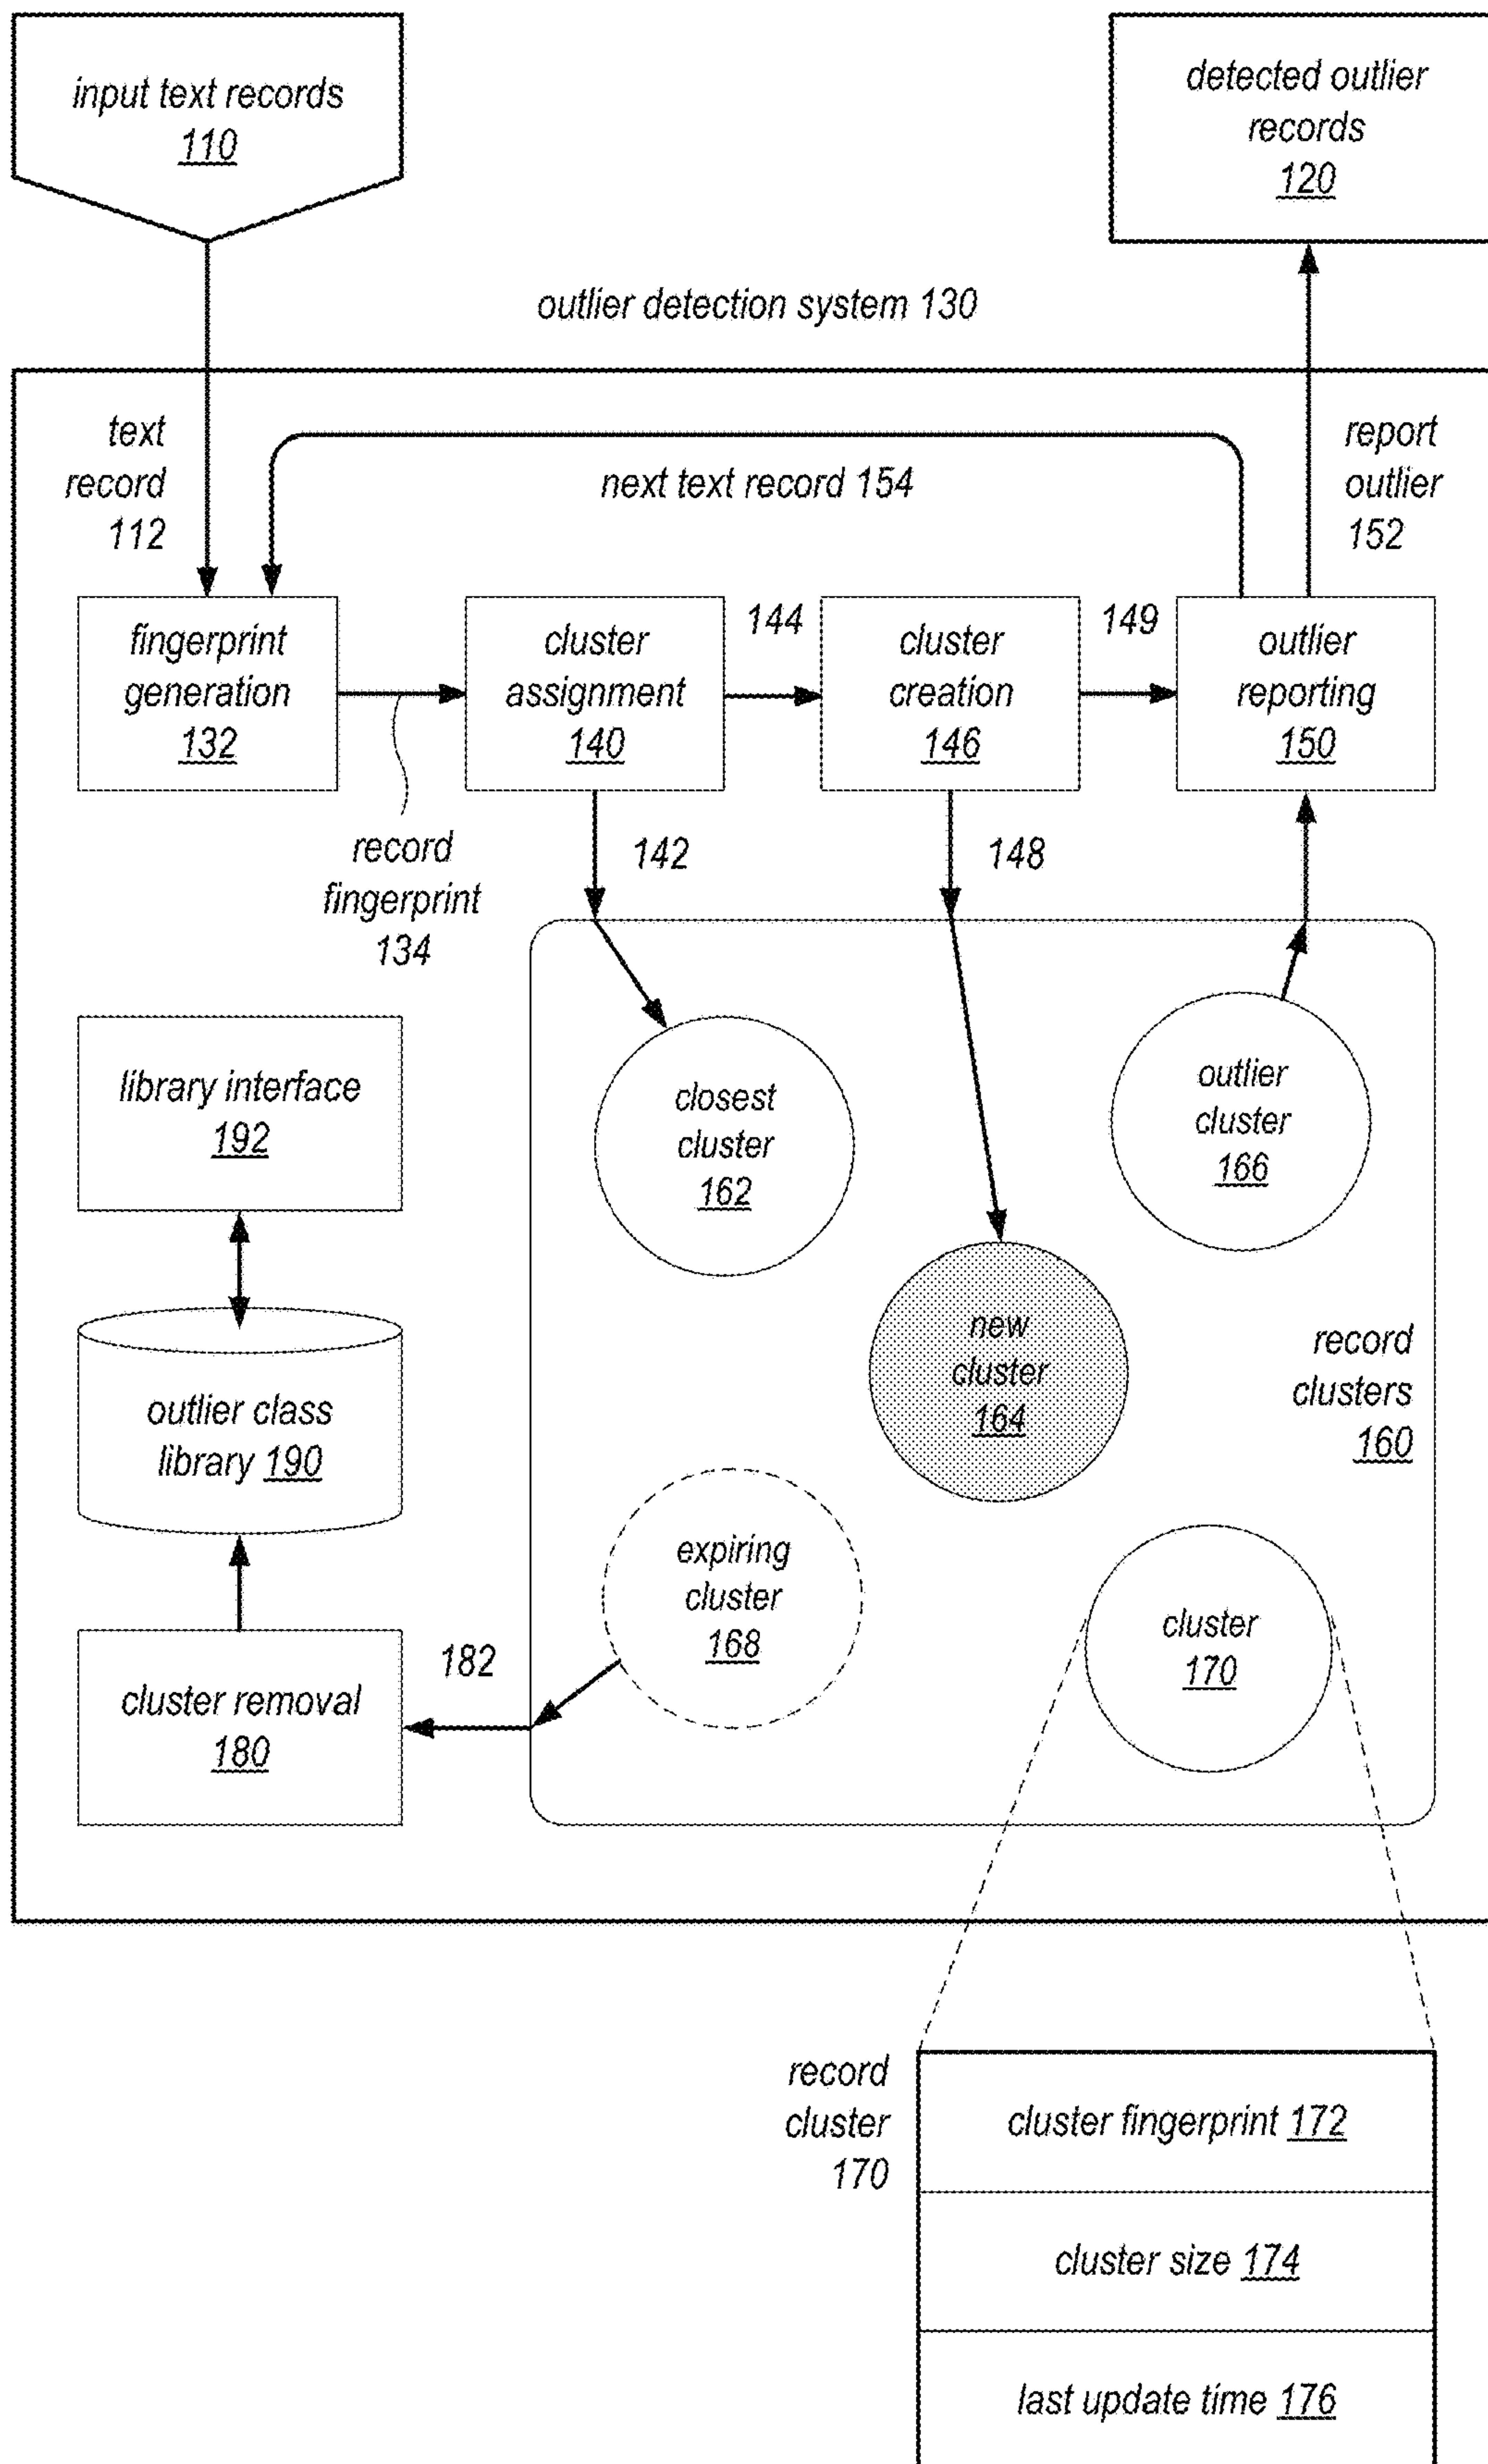 input text records
110
detected outlier
records
120
outlier detection system 130
text
record
112
next text record 154
report
outlier
152
fingerprint
generation
132
cluster
assignment
140
144
cluster
creation
146
149
outlier
reporting
150
record
fingerprint
134
142
148
library interface
192
closest
cluster
162
outlier
cluster
166
new
cluster
164
record
clusters
160
outlier class
library 190
expiring
cluster
168
cluster
170
182
cluster removal
180
record
cluster
170
cluster fingerprint 172
cluster size 174
last update time 176